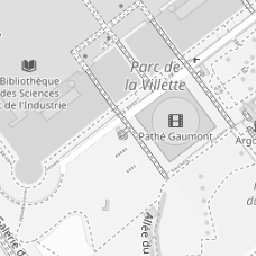 Parc de
la Villette
Bibliothèque
des Sciences
et de l'Industrie
Pathé Gaumont
Allée du